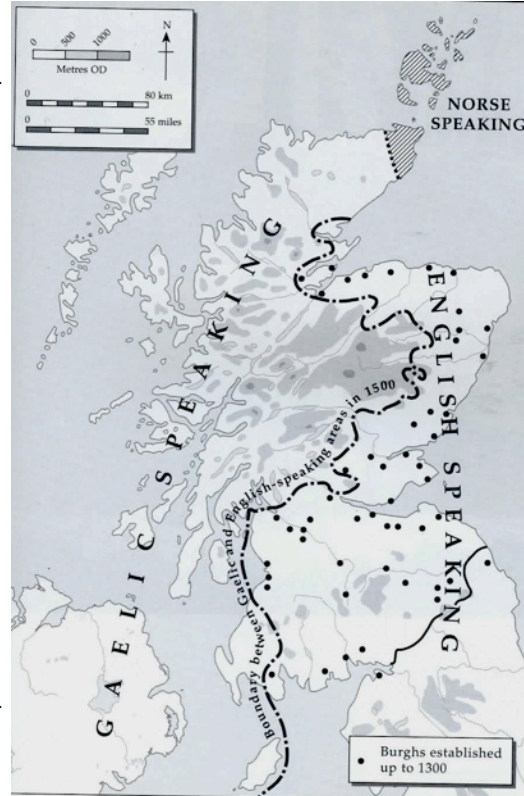 0 500 1000
Metres OD
N
0 80 km
0 55 miles
NORSE
SPEAKING
GAELIC SPEAKING
ENGLISH SPEAKING
Boundary between Gaelic and English-speaking areas in 1500
Burghs established
up to 1300